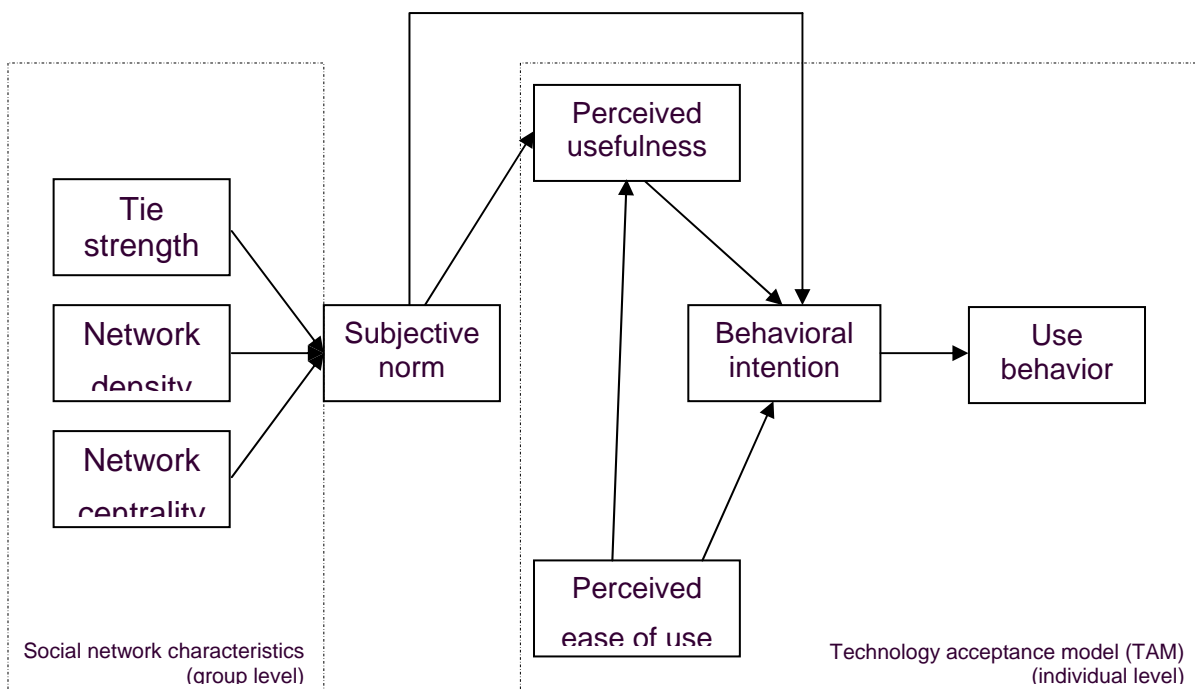 Perceived
usefulness
Tie
strength
Network
density
Subjective
norm
Behavioral
intention
Use
behavior
Network
centrality
Perceived
ease of use
Social network characteristics
(group level)
Technology acceptance model (TAM)
(individual level)